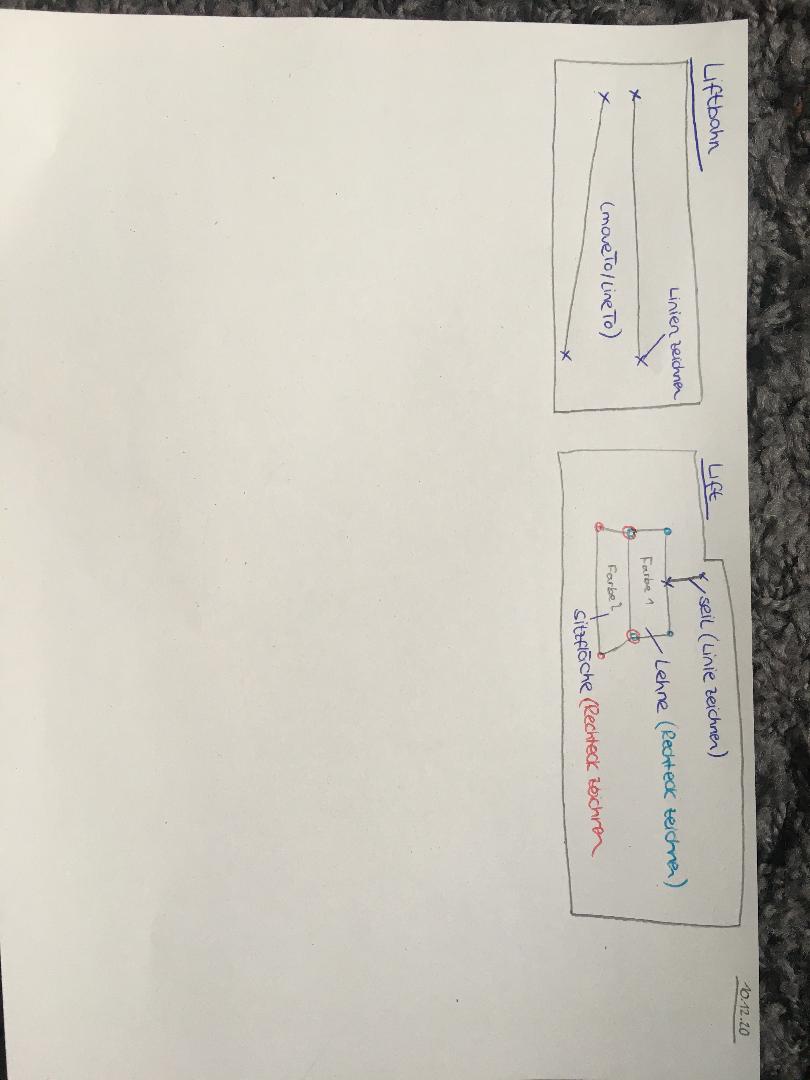 10.12.20
Liftbahn
Linien zeichnen
(moveTo/LineTo)
Lift
seil (Linie zeichnen)
Lehne (Rechteck zeichnen)
Farbe 1
Farbe 2
Sitzfläche (Rechteck zeichnen